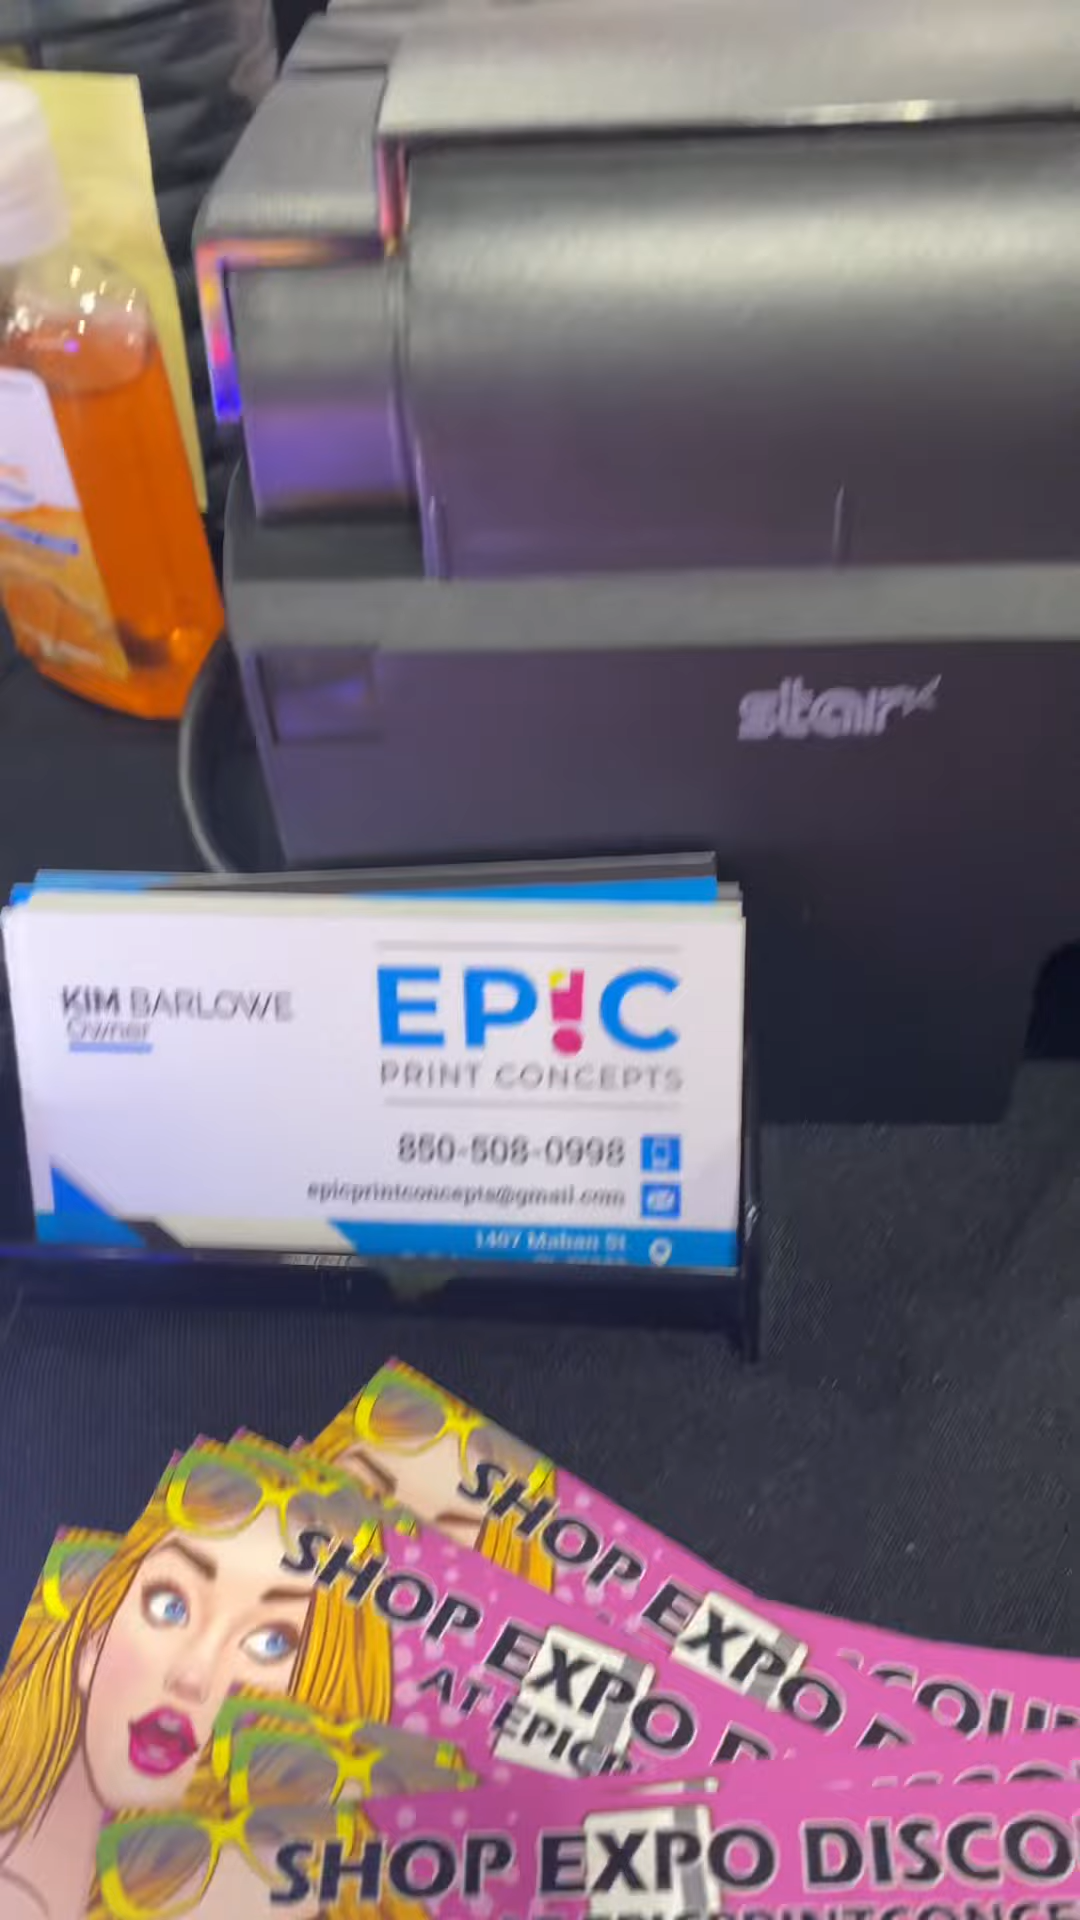 star
KIM BARLOWE
Owner
EP!C
PRINT CONCEPTS
850-508-0998
epicprintconcepts@gmail.com
1407 Mahan St
SHOP EXPO
SHOP EXPO
AT EPIC
SHOP EXPO DISCO